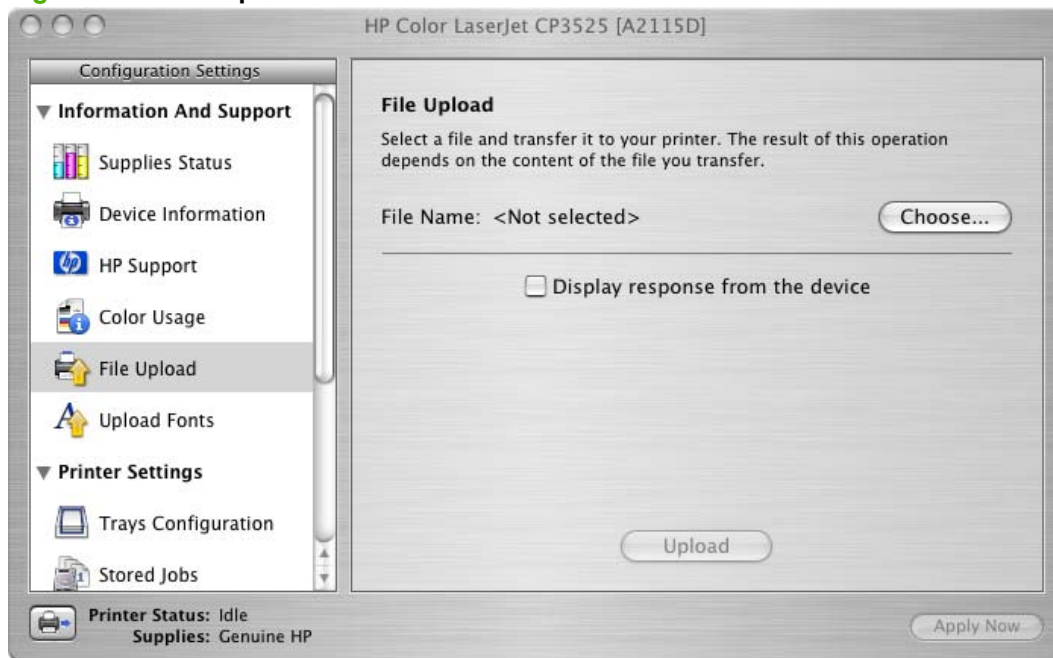 HP Color LaserJet CP3525 [A2115D]
Configuration Settings
Information And Support
Supplies Status
Device Information
HP Support
Color Usage
File Upload
Upload Fonts
Printer Settings
Trays Configuration
Stored Jobs
File Upload
Select a file and transfer it to your printer. The result of this operation
depends on the content of the file you transfer.
File Name: <Not selected>
Choose...
Display response from the device
Upload
Printer Status: Idle
Supplies: Genuine HP
Apply Now